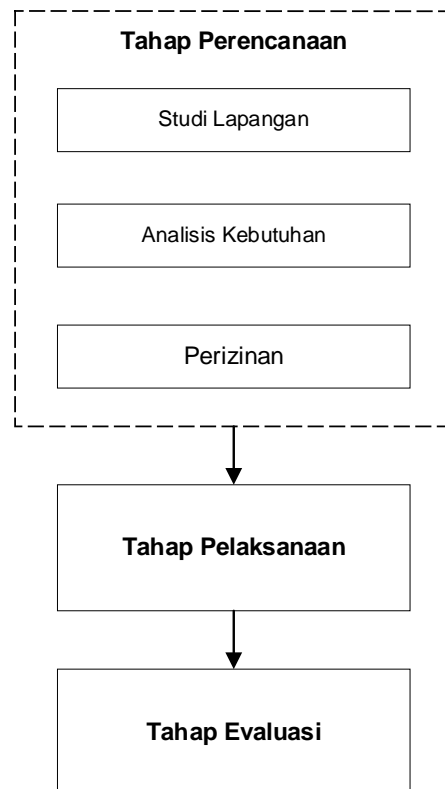 Tahap Perencanaan
Studi Lapangan
Analisis Kebutuhan
Perizinan
Tahap Pelaksanaan
Tahap Evaluasi